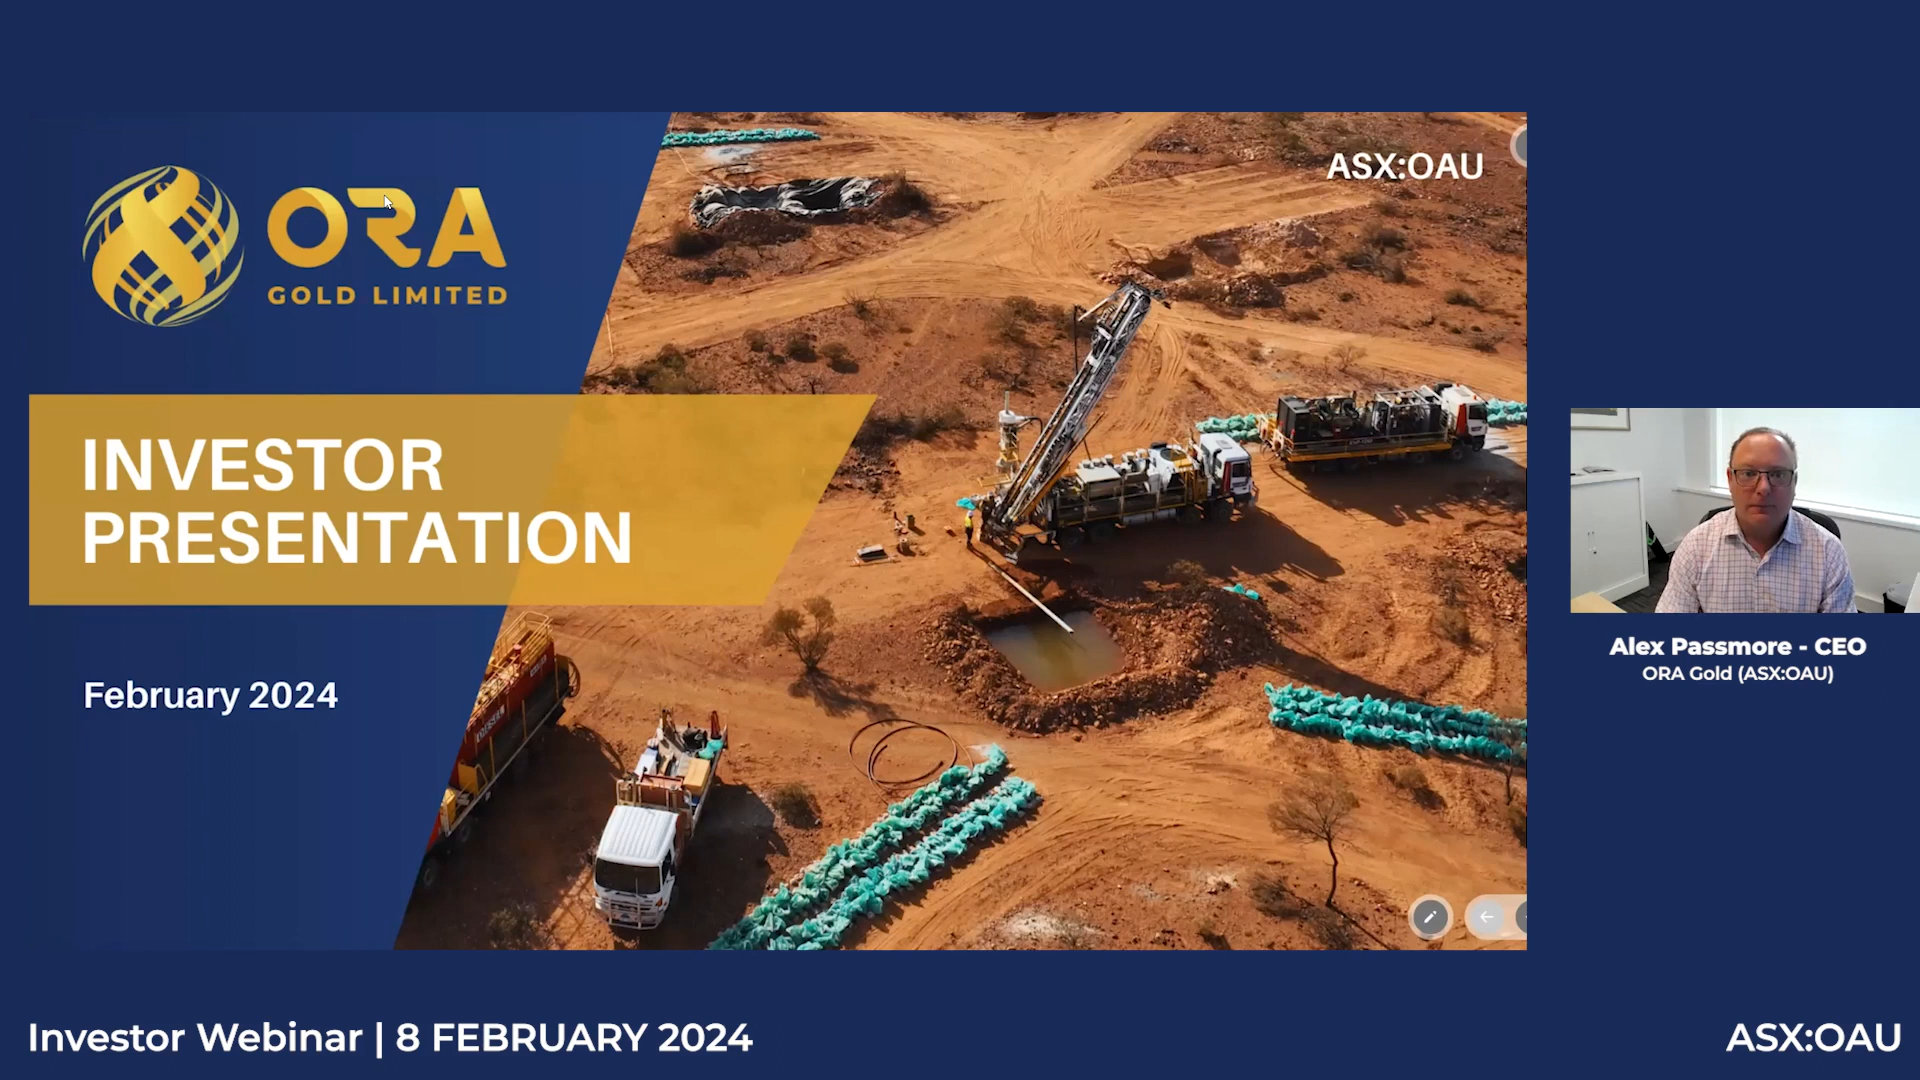 ORA
GOLD LIMITED
ASX:OAU
INVESTOR
PRESENTATION
February 2024
Alex Passmore - CEO
ORA Gold (ASX:OAU)
Investor Webinar | 8 FEBRUARY 2024
ASX:OAU